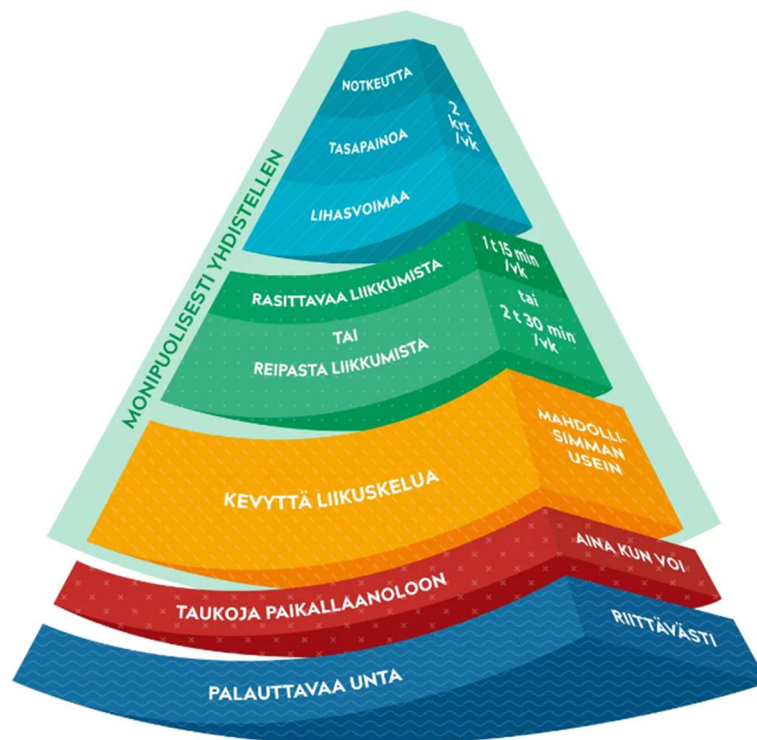 MONIPUOLISESTI YHDISTELLEN
NOTKEUTTA
TASAPAINOA
LIHASVOIMAA
2
krt
/vk
RASITTAVAA LIIKKUMISTA
1 t 15 min
/vk
TAI
tai
REIPASTA LIIKKUMISTA
2 t 30 min
/vk
KEVYTTÄ LIIKUSKELUA
MAHDOLLI-
SIMMAN
USEIN
TAUKOJA PAIKALLAANOLOON
AINA KUN VOI
PALAUTTAVAA UNTA
RIITTÄVÄSTI